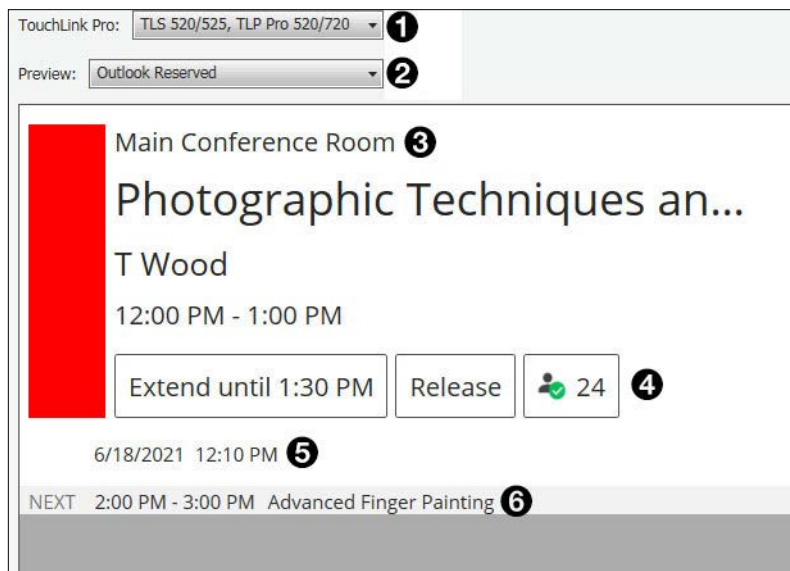 TouchLink Pro: TLS 520/525, TLP Pro 520/720 1
Preview: Outlook Reserved 2
Main Conference Room 3
Photographic Techniques an...
T Wood
12:00 PM - 1:00 PM
Extend until 1:30 PM Release 24 4
6/18/2021 12:10 PM 5
NEXT 2:00 PM - 3:00 PM Advanced Finger Painting 6